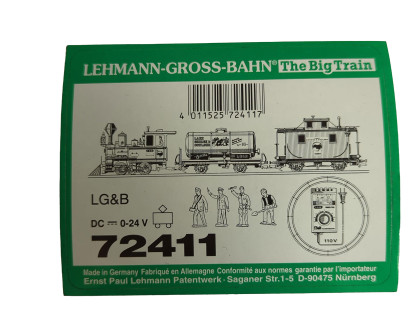 LEHMANN-GROSS-BAHN® The Big Train
4 011525 724117
LG&B
DC 0-24 V
72411
110V
Made in Germany Fabriqué en Allemagne Conformité aux normes garantie par l'importateur
Ernst Paul Lehmann Patentwerk · Saganer Str.1-5 D-90475 Nürnberg